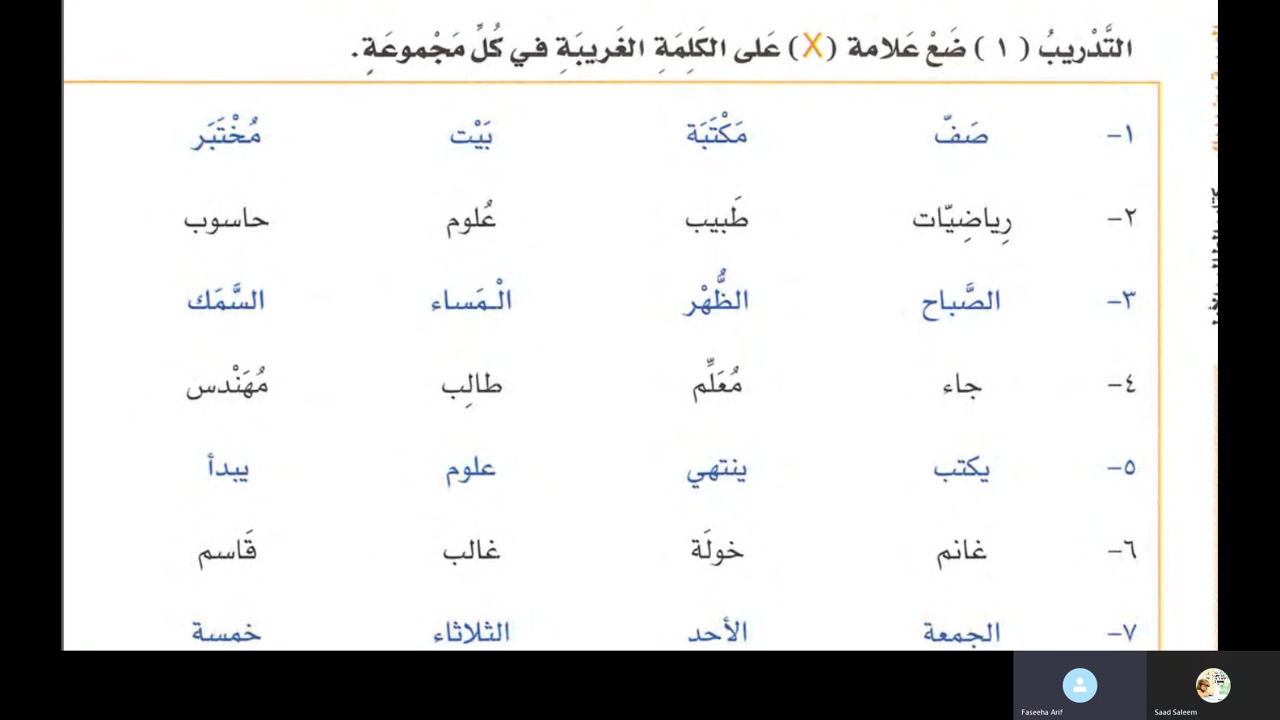 التَّدْريبُ ( ١ ) ضَعْ عَلامة (X) عَلى الكَلِمَةِ الغَريبَةِ في كُلِّ مَجْموعَةٍ.
١- صَفّ مَكْتَبَة بَيْت مُخْتَبَر
٢- رِياضِيّات طَبيب عُلوم حاسوب
٣- الصَّباح الظُّهْر الْـمَساء السَّمَك
٤- جاء مُعَلِّم طالِب مُهَنْدس
٥- يكتب ينتهي علوم يبدأ
٦- غانم خولَة غالب قَاسم
٧- الجمعة الأحد الثلاثاء خمسة
Faseeha Arif
Saad Saleem